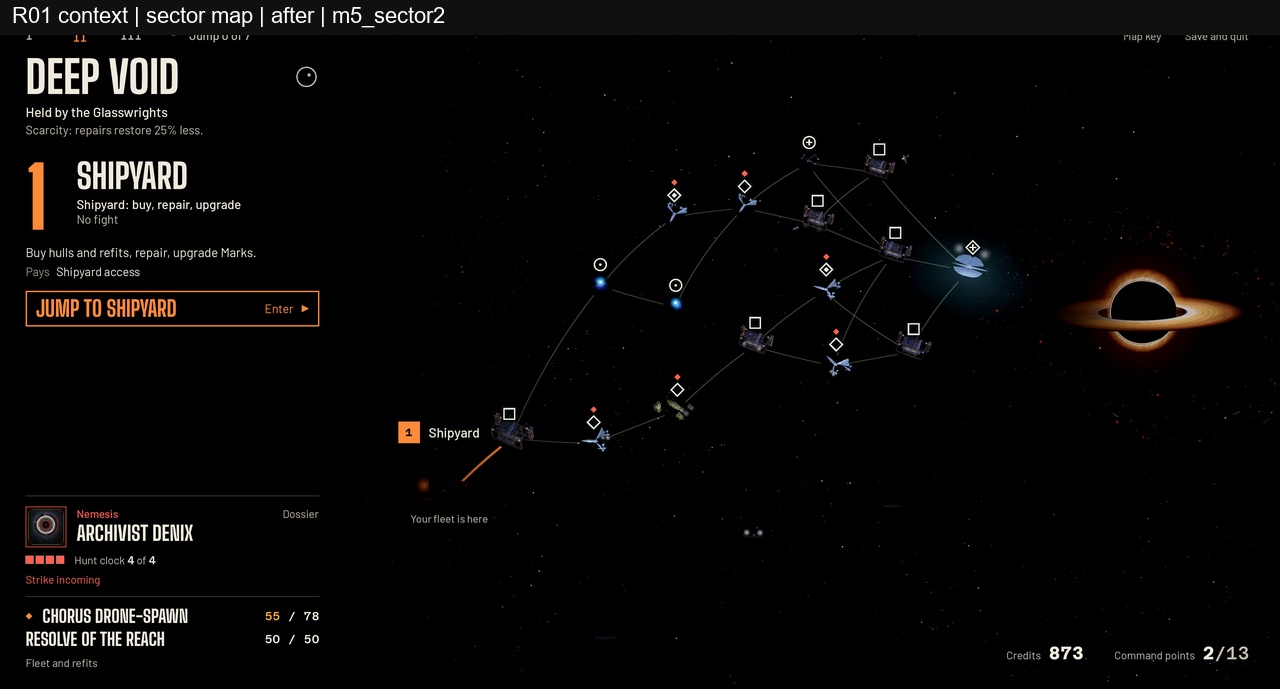 R01 context | sector map | after | m5_sector2
I II III Jump 0 of 7
Map key Save and quit
DEEP VOID
Held by the Glasswrights
Scarcity: repairs restore 25% less.
1 SHIPYARD
Shipyard: buy, repair, upgrade
No fight
Buy hulls and refits, repair, upgrade Marks.
Pays Shipyard access
JUMP TO SHIPYARD Enter
1 Shipyard
Your fleet is here
Nemesis Dossier
ARCHIVIST DENIX
Hunt clock 4 of 4
Strike incoming
CHORUS DRONE-SPAWN 55 / 78
RESOLVE OF THE REACH 50 / 50
Fleet and refits
Credits 873 Command points 2/13